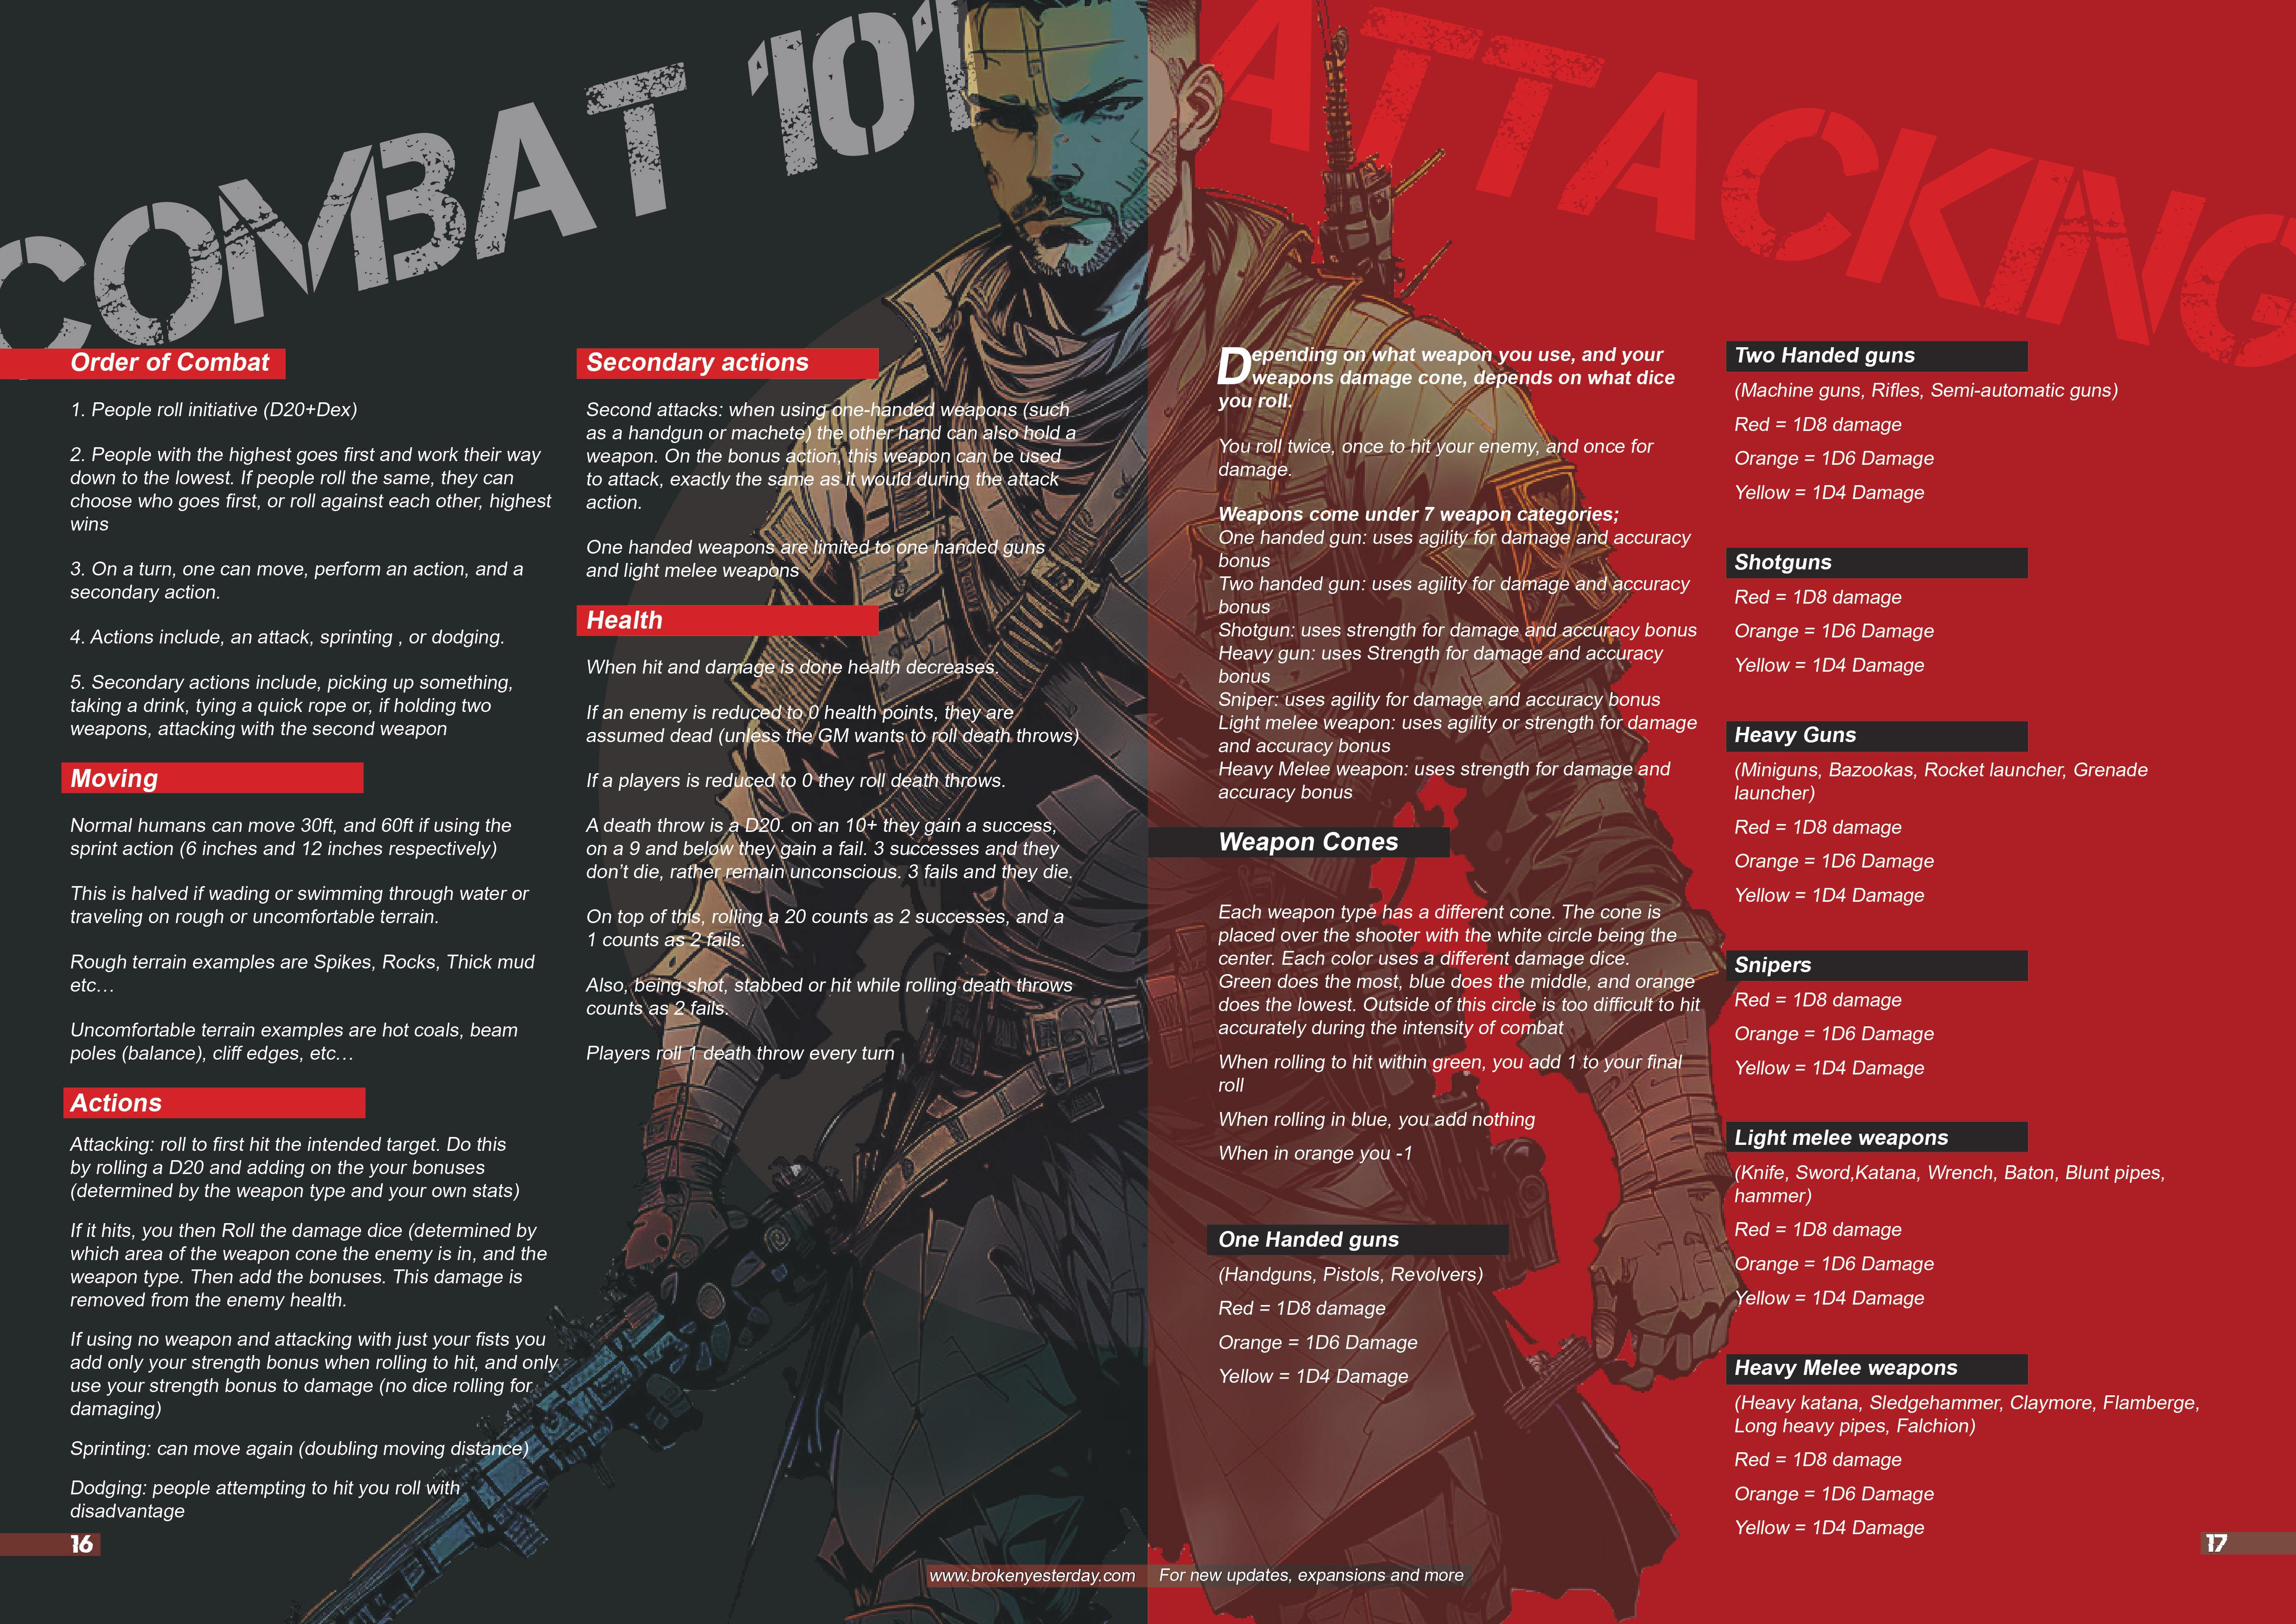 COMBAT '101'
Order of Combat
1. People roll initiative (D20+Dex)
2. People with the highest goes first and work their way
down to the lowest. If people roll the same, they can
choose who goes first, or roll against each other, highest
wins
3. On a turn, one can move, perform an action, and a
secondary action.
4. Actions include, an attack, sprinting , or dodging.
5. Secondary actions include, picking up something,
taking a drink, tying a quick rope or, if holding two
weapons, attacking with the second weapon
Moving
Normal humans can move 30ft, and 60ft if using the
sprint action (6 inches and 12 inches respectively)
This is halved if wading or swimming through water or
traveling on rough or uncomfortable terrain.
Rough terrain examples are Spikes, Rocks, Thick mud
etc…
Uncomfortable terrain examples are hot coals, beam
poles (balance), cliff edges, etc…
Actions
Attacking: roll to first hit the intended target. Do this
by rolling a D20 and adding on the your bonuses
(determined by the weapon type and your own stats)
If it hits, you then Roll the damage dice (determined by
which area of the weapon cone the enemy is in, and the
weapon type. Then add the bonuses. This damage is
removed from the enemy health.
If using no weapon and attacking with just your fists you
add only your strength bonus when rolling to hit, and only
use your strength bonus to damage (no dice rolling for
damaging)
Sprinting: can move again (doubling moving distance)
Dodging: people attempting to hit you roll with
disadvantage
16
Secondary actions
Second attacks: when using one-handed weapons (such
as a handgun or machete) the other hand can also hold a
weapon. On the bonus action, this weapon can be used
to attack, exactly the same as it would during the attack
action.
One handed weapons are limited to one handed guns
and light melee weapons
Health
When hit and damage is done health decreases.
If an enemy is reduced to 0 health points, they are
assumed dead (unless the GM wants to roll death throws)
If a players is reduced to 0 they roll death throws.
A death throw is a D20. on an 10+ they gain a success,
on a 9 and below they gain a fail. 3 successes and they
don't die, rather remain unconscious. 3 fails and they die.
On top of this, rolling a 20 counts as 2 successes, and a
1 counts as 2 fails.
Also, being shot, stabbed or hit while rolling death throws
counts as 2 fails.
Players roll 1 death throw every turn
www.brokenyesterday.com
ATTACKING
Depending on what weapon you use, and your
weapons damage cone, depends on what dice
you roll.
You roll twice, once to hit your enemy, and once for
damage.
Weapons come under 7 weapon categories;
One handed gun: uses agility for damage and accuracy
bonus
Two handed gun: uses agility for damage and accuracy
bonus
Shotgun: uses strength for damage and accuracy bonus
Heavy gun: uses Strength for damage and accuracy
bonus
Sniper: uses agility for damage and accuracy bonus
Light melee weapon: uses agility or strength for damage
and accuracy bonus
Heavy Melee weapon: uses strength for damage and
accuracy bonus
Weapon Cones
Each weapon type has a different cone. The cone is
placed over the shooter with the white circle being the
center. Each color uses a different damage dice.
Green does the most, blue does the middle, and orange
does the lowest. Outside of this circle is too difficult to hit
accurately during the intensity of combat
When rolling to hit within green, you add 1 to your final
roll
When rolling in blue, you add nothing
When in orange you -1
One Handed guns
(Handguns, Pistols, Revolvers)
Red = 1D8 damage
Orange = 1D6 Damage
Yellow = 1D4 Damage
Two Handed guns
(Machine guns, Rifles, Semi-automatic guns)
Red = 1D8 damage
Orange = 1D6 Damage
Yellow = 1D4 Damage
Shotguns
Red = 1D8 damage
Orange = 1D6 Damage
Yellow = 1D4 Damage
Heavy Guns
(Miniguns, Bazookas, Rocket launcher, Grenade
launcher)
Red = 1D8 damage
Orange = 1D6 Damage
Yellow = 1D4 Damage
Snipers
Red = 1D8 damage
Orange = 1D6 Damage
Yellow = 1D4 Damage
Light melee weapons
(Knife, Sword,Katana, Wrench, Baton, Blunt pipes,
hammer)
Red = 1D8 damage
Orange = 1D6 Damage
Yellow = 1D4 Damage
Heavy Melee weapons
(Heavy katana, Sledgehammer, Claymore, Flamberge,
Long heavy pipes, Falchion)
Red = 1D8 damage
Orange = 1D6 Damage
Yellow = 1D4 Damage
17
For new updates, expansions and more